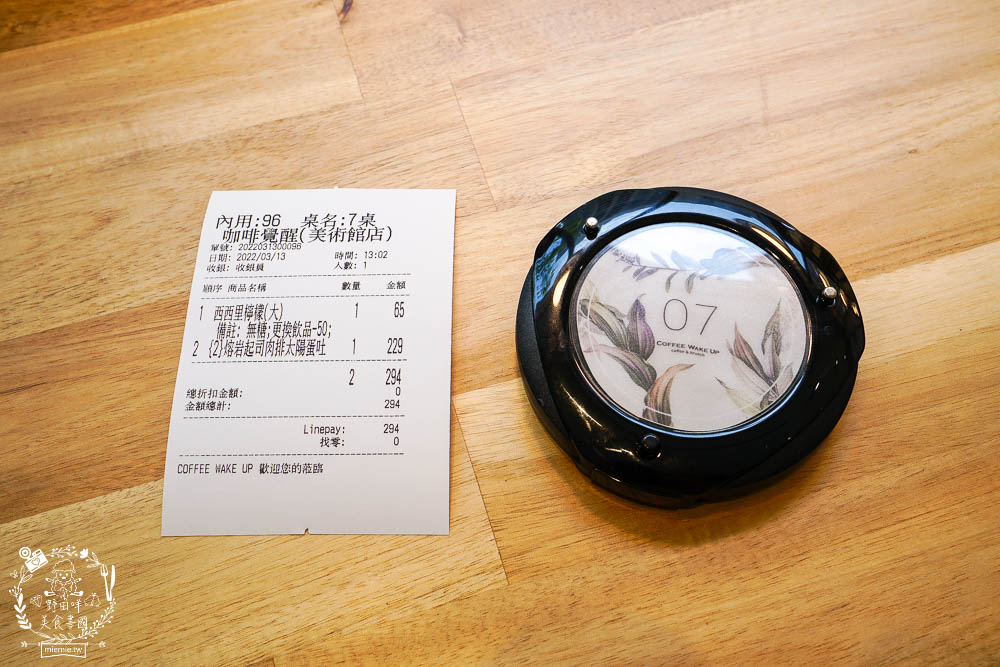 內用:96 桌名:7桌
咖啡覺醒(美術館店)
單號: 2022031300096
日期: 2022/03/13 時間: 13:02
收銀: 收銀員 人數: 1
順序 商品名稱 數量 金額
1 西西里檸檬(大) 1 65
備註: 無糖;更換飲品-50;
2 {2}熔岩起司肉排太陽蛋吐 1 229
2 294
總折扣金額: 0
金額總計: 294
Linepay: 294
找零: 0
COFFEE WAKE UP 歡迎您的蒞臨
07
COFFEE WAKE UP
coffee & brunch
野田咩
美食書國
miemie.tw